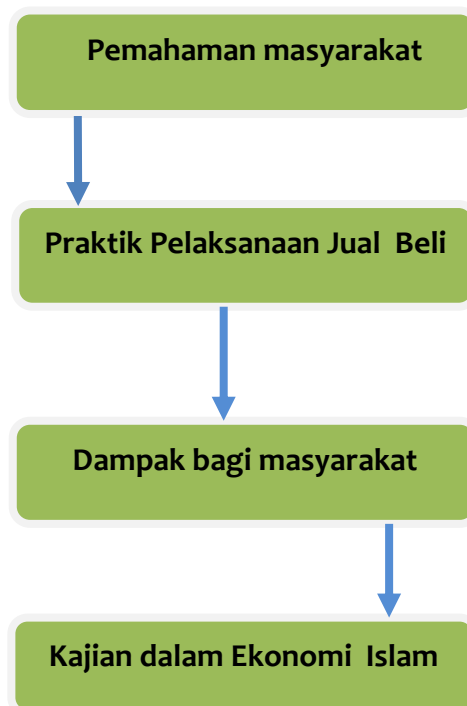 Pemahaman masyarakat
Praktik Pelaksanaan Jual  Beli
Dampak bagi masyarakat
Kajian dalam Ekonomi  Islam